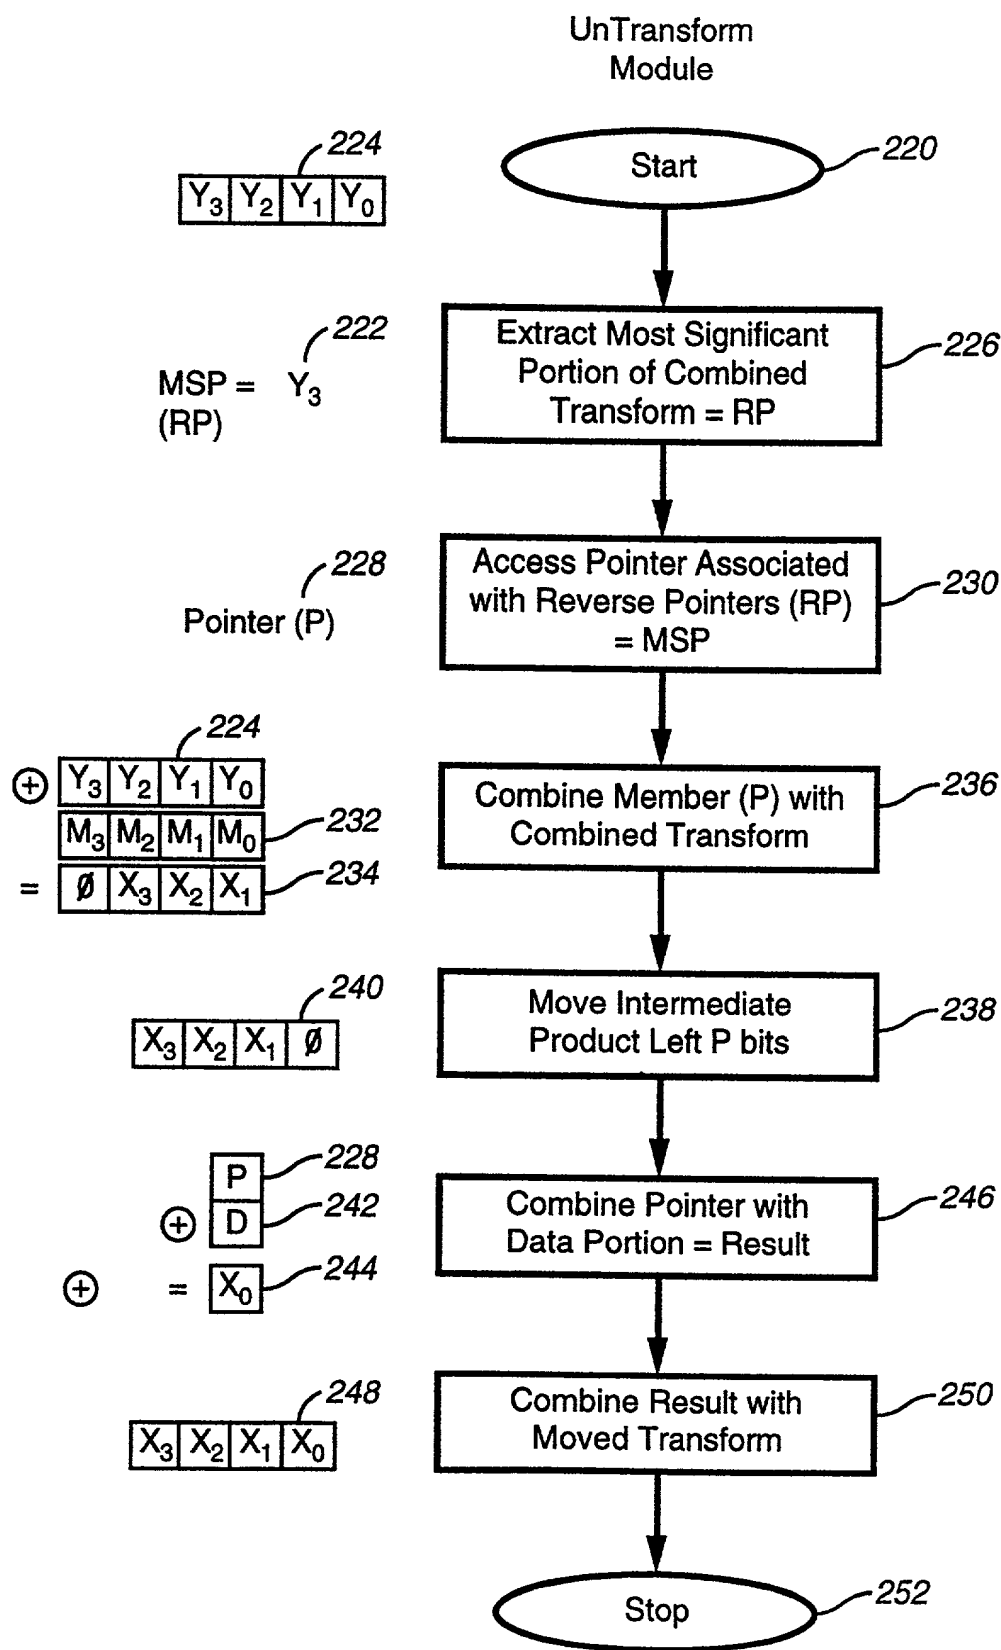 UnTransform
Module
224
Y3 Y2 Y1 Y0
Start
220
222
MSP = Y3
(RP)
Extract Most Significant
Portion of Combined
Transform = RP
226
228
Pointer (P)
Access Pointer Associated
with Reverse Pointers (RP)
= MSP
230
224
⊕ Y3 Y2 Y1 Y0
M3 M2 M1 M0
232
= Ø X3 X2 X1
234
Combine Member (P) with
Combined Transform
236
240
X3 X2 X1 Ø
Move Intermediate
Product Left P bits
238
P
228
⊕ D
242
⊕ = X0
244
Combine Pointer with
Data Portion = Result
246
248
X3 X2 X1 X0
Combine Result with
Moved Transform
250
Stop
252